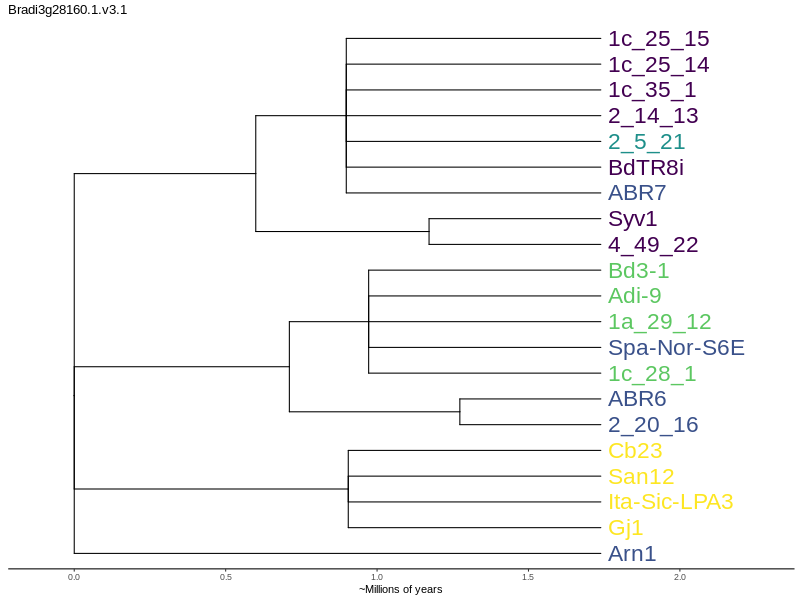 Bradi3g28160.1.v3.1
1c_25_15
1c_25_14
1c_35_1
2_14_13
2_5_21
BdTR8i
ABR7
Syv1
4_49_22
Bd3-1
Adi-9
1a_29_12
Spa-Nor-S6E
1c_28_1
ABR6
2_20_16
Cb23
San12
Ita-Sic-LPA3
Gj1
Arn1
0.0 0.5 1.0 1.5 2.0
~Millions of years